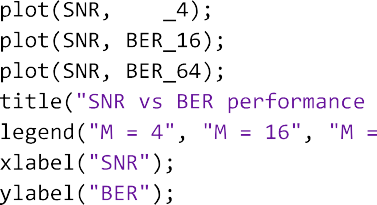 plot(SNR, _4);
plot(SNR, BER_16);
plot(SNR, BER_64);
title("SNR vs BER performance
legend("M = 4", "M = 16", "M =
xlabel("SNR");
ylabel("BER");